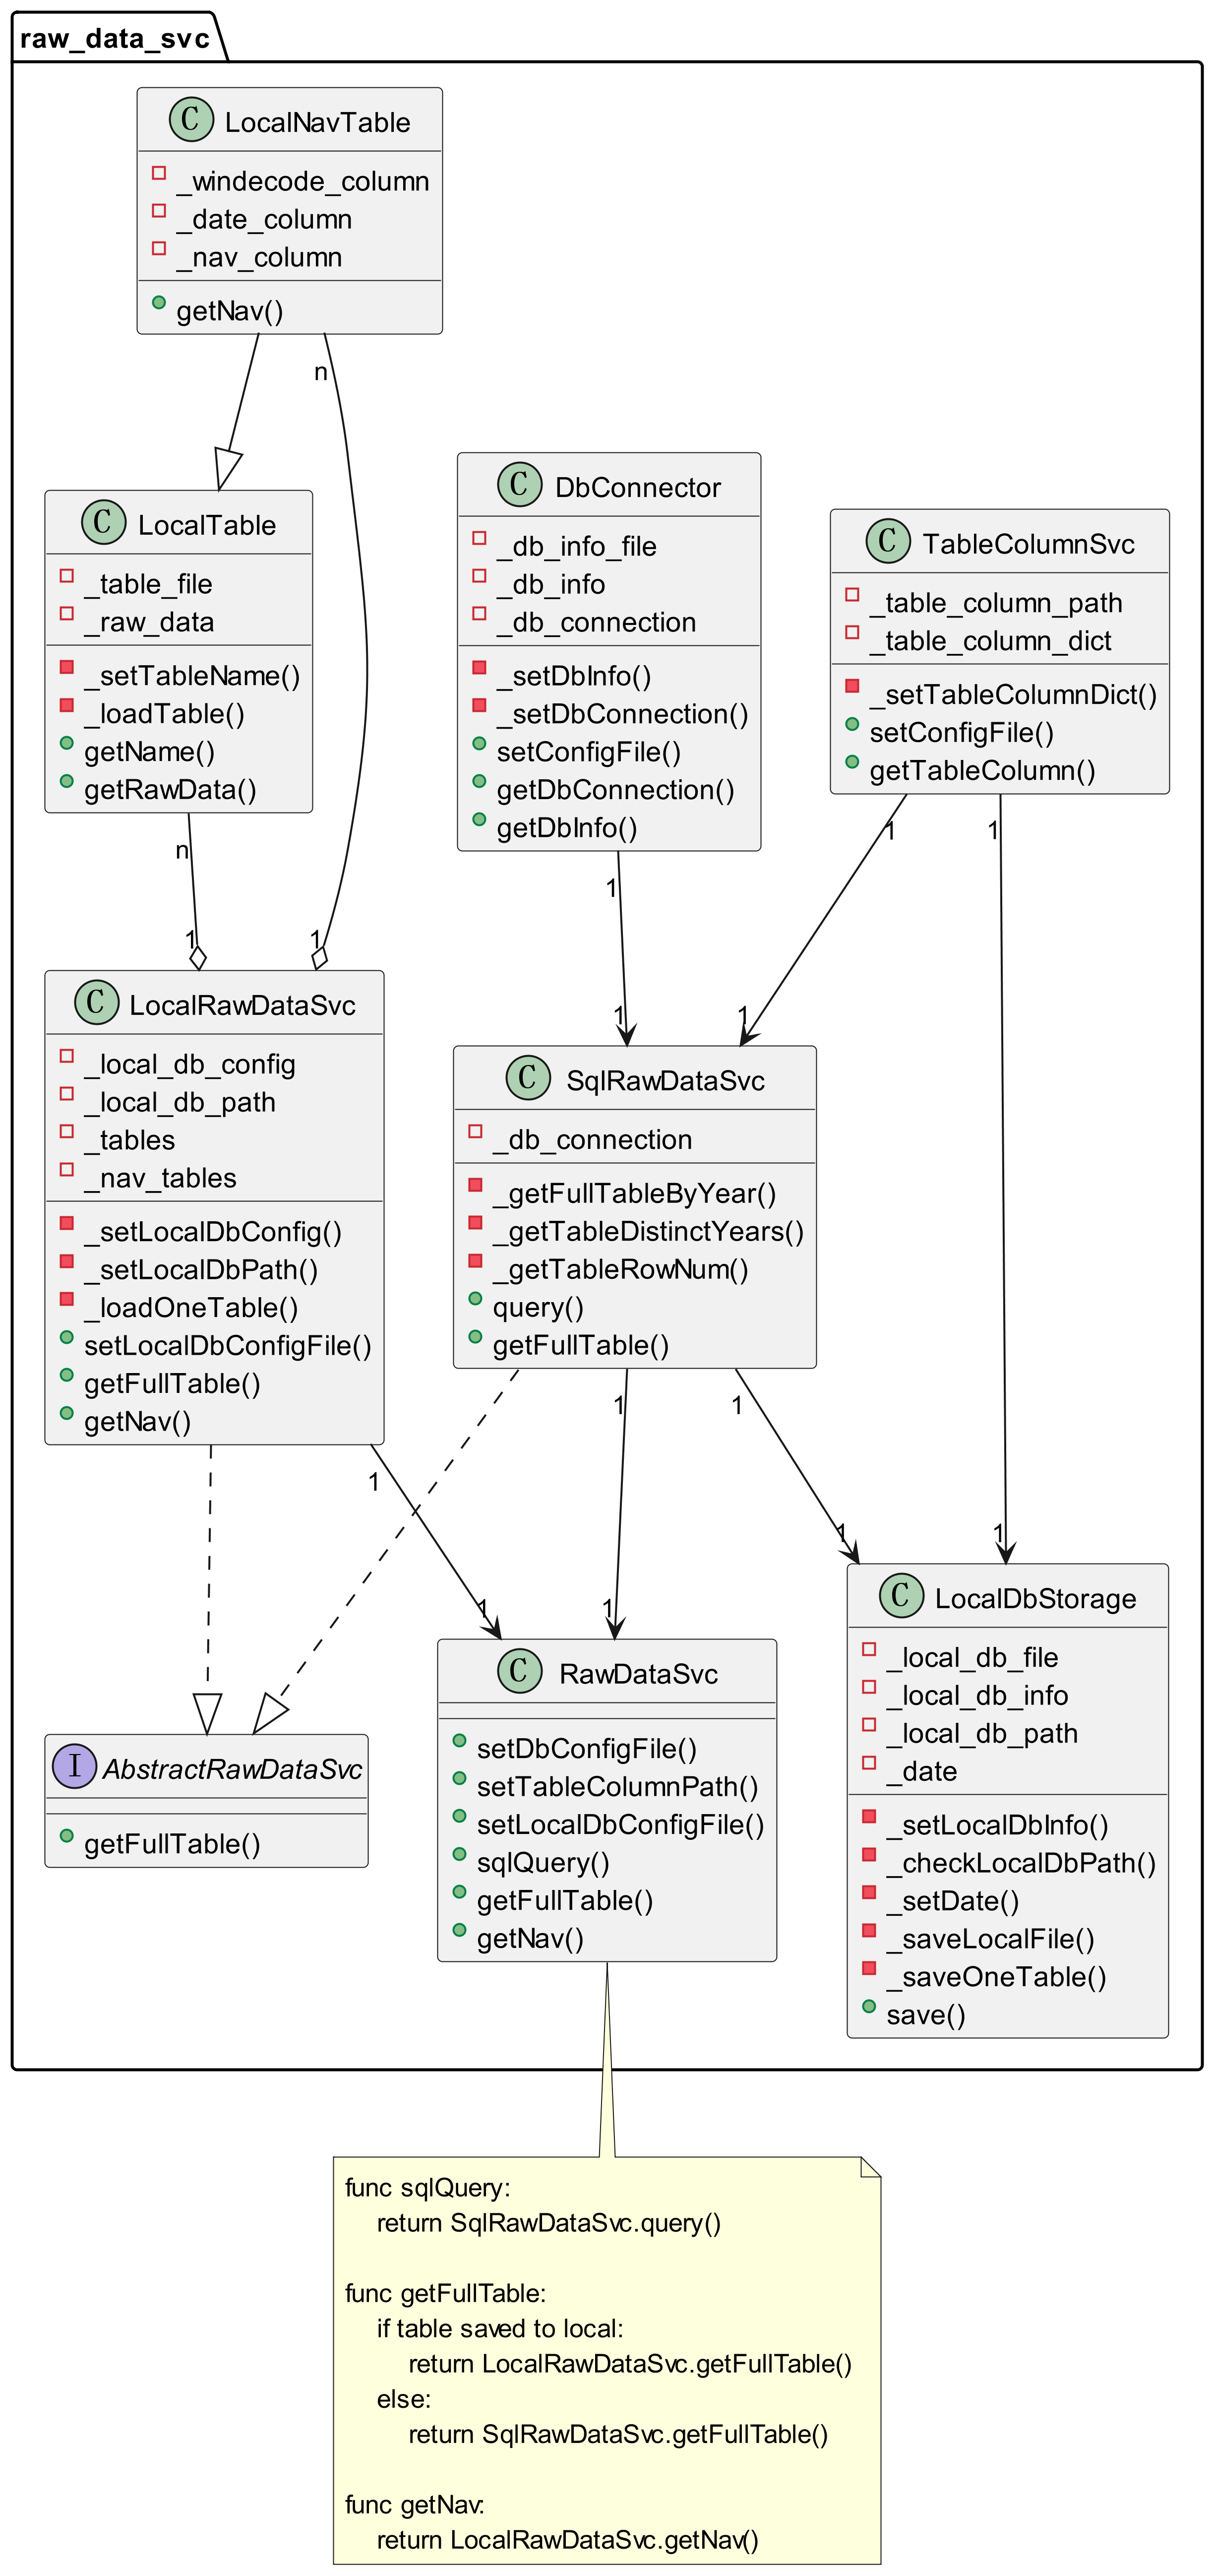 raw_data_svc
C LocalNavTable
_windecode_column
_date_column
_nav_column
getNav()
n
C LocalTable
_table_file
_raw_data
_setTableName()
_loadTable()
getName()
getRawData()
n
1
1
C DbConnector
_db_info_file
_db_info
_db_connection
_setDbInfo()
_setDbConnection()
setConfigFile()
getDbConnection()
getDbInfo()
1
1
C TableColumnSvc
_table_column_path
_table_column_dict
_setTableColumnDict()
setConfigFile()
getTableColumn()
1
1
1
C LocalRawDataSvc
_local_db_config
_local_db_path
_tables
_nav_tables
_setLocalDbConfig()
_setLocalDbPath()
_loadOneTable()
setLocalDbConfigFile()
getFullTable()
getNav()
1
C SqlRawDataSvc
_db_connection
_getFullTableByYear()
_getTableDistinctYears()
_getTableRowNum()
query()
getFullTable()
1
1
1
1
1
1
I AbstractRawDataSvc
getFullTable()
C RawDataSvc
setDbConfigFile()
setTableColumnPath()
setLocalDbConfigFile()
sqlQuery()
getFullTable()
getNav()
C LocalDbStorage
_local_db_file
_local_db_info
_local_db_path
_date
_setLocalDbInfo()
_checkLocalDbPath()
_setDate()
_saveLocalFile()
_saveOneTable()
save()
func sqlQuery:
return SqlRawDataSvc.query()
func getFullTable:
if table saved to local:
return LocalRawDataSvc.getFullTable()
else:
return SqlRawDataSvc.getFullTable()
func getNav:
return LocalRawDataSvc.getNav()